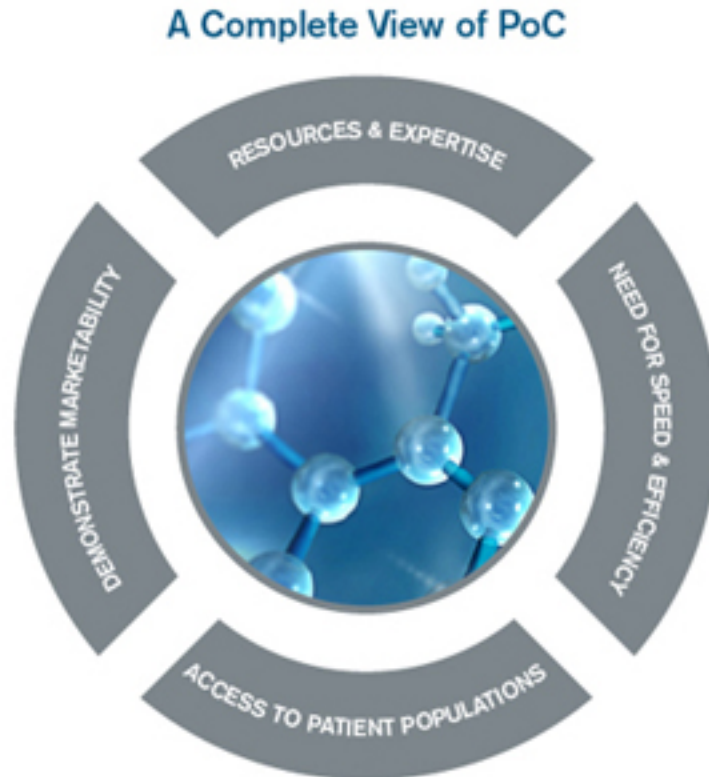 A Complete View of PoC
RESOURCES & EXPERTISE
NEED FOR SPEED & EFFICIENCY
ACCESS TO PATIENT POPULATIONS
DEMONSTRATE MARKETABILITY